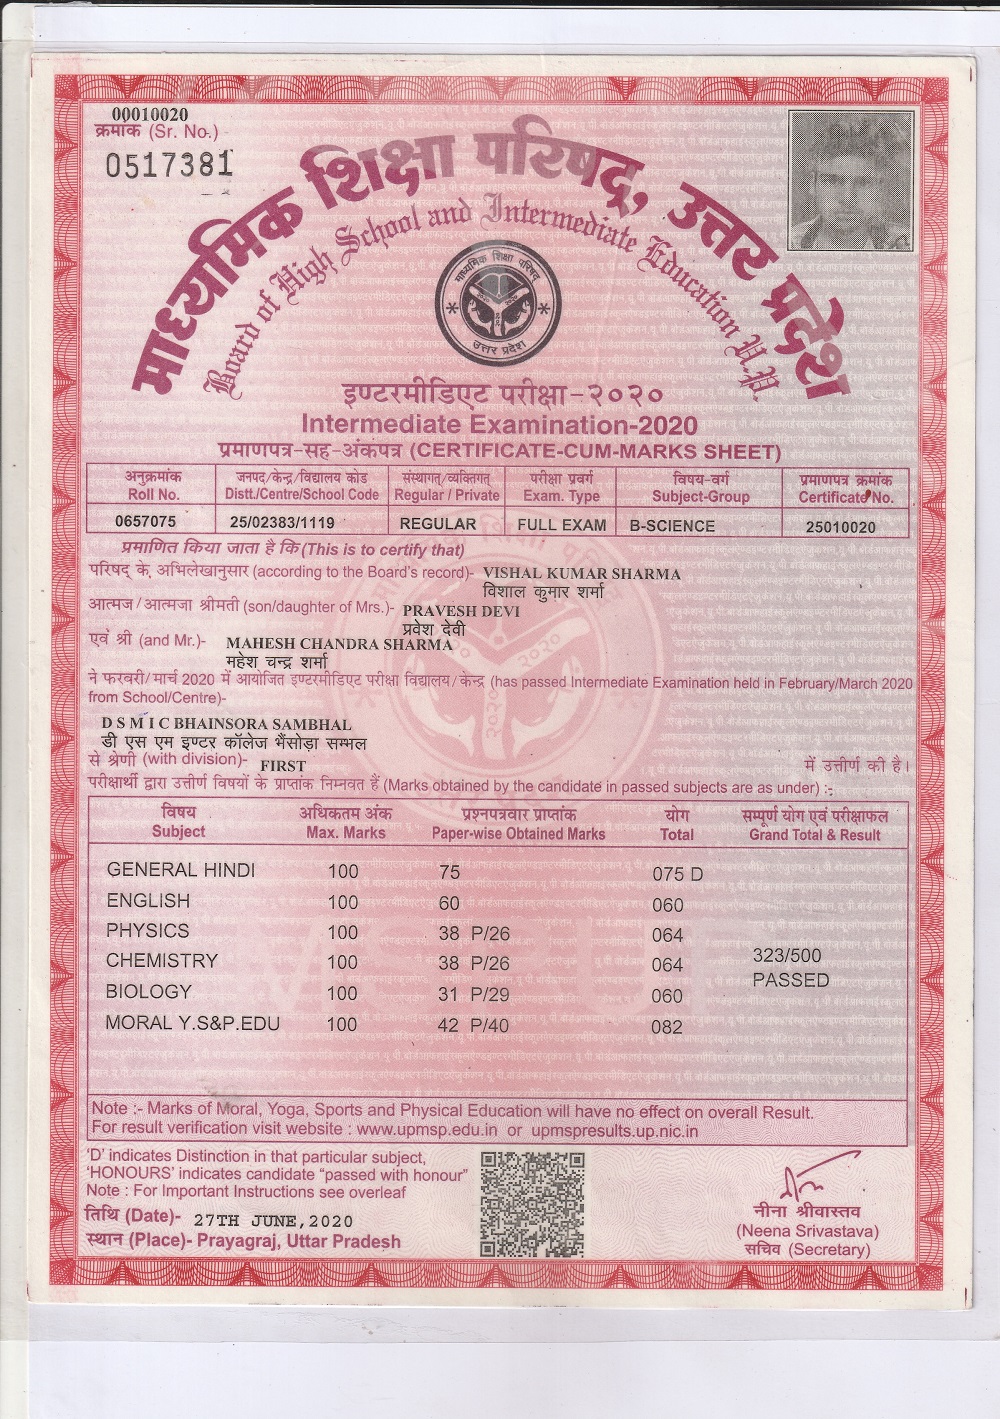 00010020
क्रमांक (Sr. No.)
0517381
माध्यमिक शिक्षा परिषद्, उत्तर प्रदेश
Board of High School and Intermediate Education U.P.
माध्यमिक शिक्षा परिषद्
उत्तर प्रदेश
इण्टरमीडिएट परीक्षा-२०२०
Intermediate Examination-2020
प्रमाणपत्र-सह-अंकपत्र (CERTIFICATE-CUM-MARKS SHEET)
अनुक्रमांक जनपद/केन्द्र/विद्यालय कोड संस्थागत्/व्यक्तिगत् परीक्षा प्रवर्ग विषय-वर्ग प्रमाणपत्र क्रमांक
Roll No. Distt./Centre/School Code Regular / Private Exam. Type Subject-Group Certificate No.
0657075 25/02383/1119 REGULAR FULL EXAM B-SCIENCE 25010020
प्रमाणित किया जाता है कि (This is to certify that)
परिषद के अभिलेखानुसार (according to the Board's record)- VISHAL KUMAR SHARMA
विशाल कुमार शर्मा
आत्मज/आत्मजा श्रीमती (son/daughter of Mrs.)- PRAVESH DEVI
प्रवेश देवी
एवं श्री (and Mr.)- MAHESH CHANDRA SHARMA
महेश चन्द्र शर्मा
ने फरवरी/मार्च 2020 में आयोजित इण्टरमीडिएट परीक्षा विद्यालय/केन्द्र (has passed Intermediate Examination held in February/March 2020
from School/Centre)-
D S M I C BHAINSORA SAMBHAL
डी एस एम इण्टर कॉलेज भैंसोड़ा सम्भल
से श्रेणी (with division)- FIRST में उत्तीर्ण की है।
परीक्षार्थी द्वारा उत्तीर्ण विषयों के प्राप्तांक निम्नवत हैं (Marks obtained by the candidate in passed subjects are as under) :-
विषय अधिकतम अंक प्रश्नपत्रवार प्राप्तांक योग सम्पूर्ण योग एवं परीक्षाफल
Subject Max. Marks Paper-wise Obtained Marks Total Grand Total & Result
GENERAL HINDI 100 75 075 D
ENGLISH 100 60 060
PHYSICS 100 38 P/26 064
323/500
CHEMISTRY 100 38 P/26 064
PASSED
BIOLOGY 100 31 P/29 060
MORAL Y.S&P.EDU 100 42 P/40 082
Note :- Marks of Moral, Yoga, Sports and Physical Education will have no effect on overall Result.
For result verification visit website : www.upmsp.edu.in or upmspresults.up.nic.in
'D' indicates Distinction in that particular subject,
'HONOURS' indicates candidate "passed with honour"
Note : For Important Instructions see overleaf
तिथि (Date)- 27TH JUNE,2020
स्थान (Place)- Prayagraj, Uttar Pradesh
नीना श्रीवास्तव
(Neena Srivastava)
सचिव (Secretary)